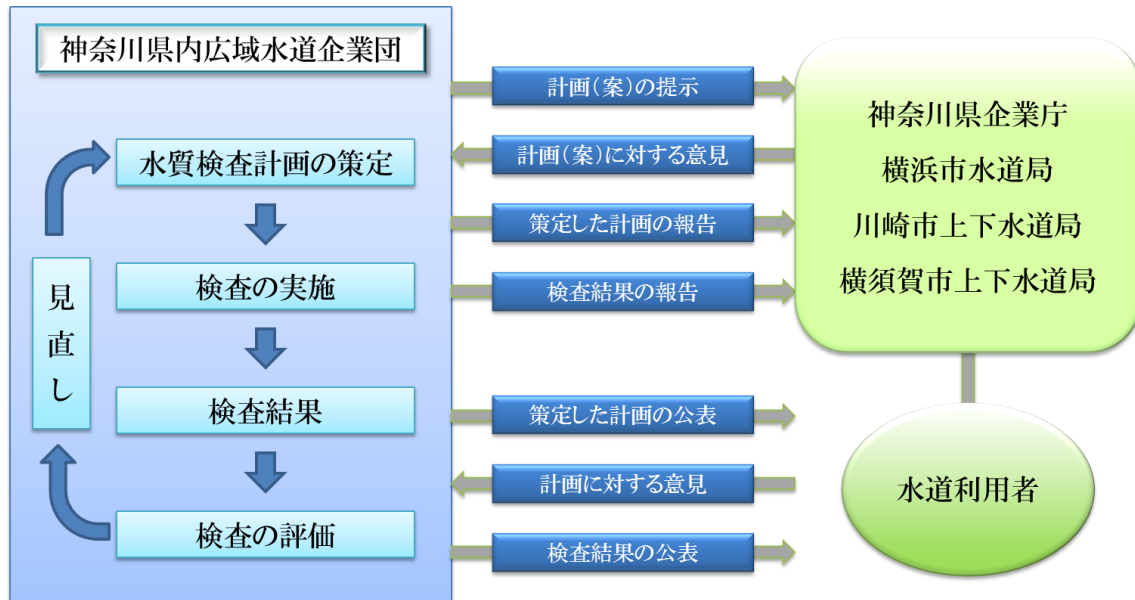 神奈川県内広域水道企業団
水質検査計画の策定
検査の実施
検査結果
検査の評価
見直し
計画（案）の提示
計画（案）に対する意見
策定した計画の報告
検査結果の報告
策定した計画の公表
計画に対する意見
検査結果の公表
神奈川県企業庁
横浜市水道局
川崎市上下水道局
横須賀市上下水道局
水道利用者